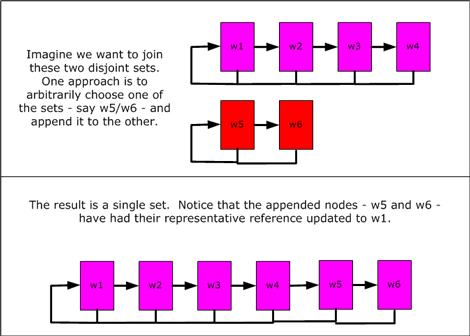 Imagine we want to join
these two disjoint sets.
One approach is to
arbitrarily choose one of
the sets - say w5/w6 - and
append it to the other.
w1 w2 w3 w4
w5 w6
The result is a single set. Notice that the appended nodes - w5 and w6 -
have had their representative reference updated to w1.
w1 w2 w3 w4 w5 w6